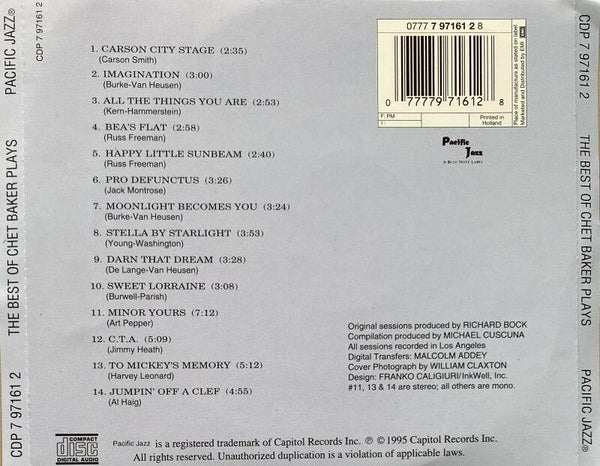 CDP 7 97161 2 THE BEST OF CHET BAKER PLAYS PACIFIC JAZZ® CDP 7 97161 2
1. CARSON CITY STAGE (2:35)
(Carson Smith)
2. IMAGINATION (3:00)
(Burke-Van Heusen)
3. ALL THE THINGS YOU ARE (2:53)
(Kern-Hammerstein)
4. BEA'S FLAT (2:58)
(Russ Freeman)
5. HAPPY LITTLE SUNBEAM (2:40)
(Russ Freeman)
6. PRO DEFUNCTUS (3:26)
(Jack Montrose)
7. MOONLIGHT BECOMES YOU (3:24)
(Burke-Van Heusen)
8. STELLA BY STARLIGHT (3:53)
(Young-Washington)
9. DARN THAT DREAM (3:28)
(De Lange-Van Heusen)
10. SWEET LORRAINE (3:08)
(Burwell-Parish)
11. MINOR YOURS (7:12)
(Art Pepper)
12. C.T.A. (5:09)
(Jimmy Heath)
13. TO MICKEY'S MEMORY (5:12)
(Harvey Leonard)
14. JUMPIN' OFF A CLEF (4:55)
(Al Haig)
0777 7 97161 2 8
0 77779 71612 8
F: PM
I:
Printed in
Holland
Place of manufacture as stated on label
Marketed and Distributed by EMI
Pacific
Jazz
A BLUE NOTE LABEL
Original sessions produced by RICHARD BOCK
Compilation produced by MICHAEL CUSCUNA
All sessions recorded in Los Angeles
Digital Transfers: MALCOLM ADDEY
Cover Photograph by WILLIAM CLAXTON
Design: FRANKO CALIGIURI/InkWell, Inc.
#11, 13 & 14 are stereo; all others are mono.
COMPACT
disc
DIGITAL AUDIO
Pacific Jazz is a registered trademark of Capitol Records Inc. ℗ ©1995 Capitol Records Inc.
All rights reserved. Unauthorized duplication is a violation of applicable laws.
CDP 7 97161 2 THE BEST OF CHET BAKER PLAYS PACIFIC JAZZ®